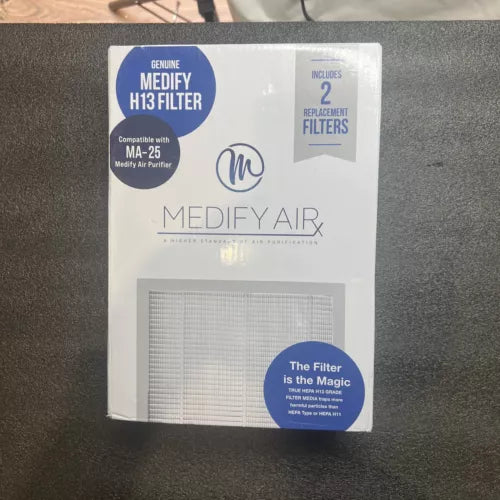 GENUINE
MEDIFY
H13 FILTER
INCLUDES
2
REPLACEMENT
FILTERS
Compatible with
MA-25
Medify Air Purifier
m
MEDIFY AIRx
A HIGHER STANDARD OF AIR PURIFICATION
The Filter
is the Magic
TRUE HEPA H13 GRADE
FILTER MEDIA traps more
harmful particles than
HEPA Type or HEPA H11